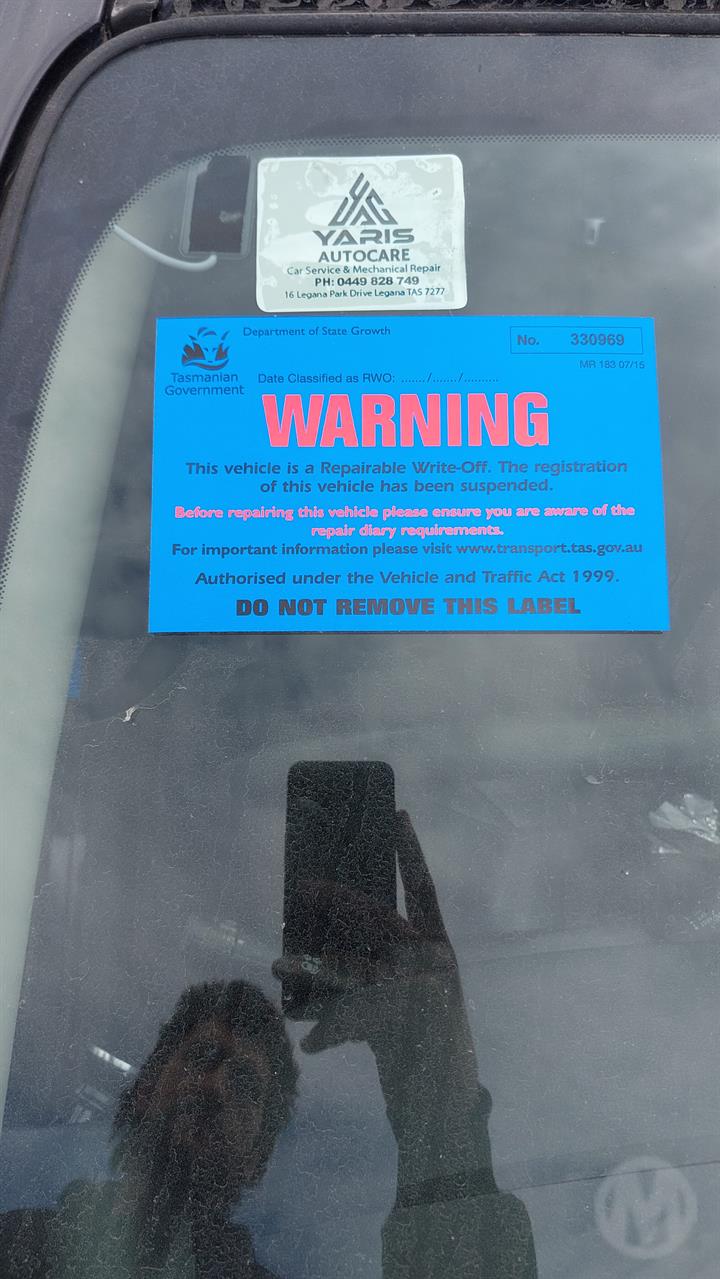 YAG
YARIS
AUTOCARE
Car Service & Mechanical Repair
PH: 0449 828 749
16 Legana Park Drive Legana TAS 7277
Department of State Growth
No. 330969
MR 183 07/15
Tasmanian
Government
Date Classified as RWO: ......./......./..........
WARNING
This vehicle is a Repairable Write-Off. The registration
of this vehicle has been suspended.
Before repairing this vehicle please ensure you are aware of the
repair diary requirements.
For important information please visit www.transport.tas.gov.au
Authorised under the Vehicle and Traffic Act 1999.
DO NOT REMOVE THIS LABEL
M